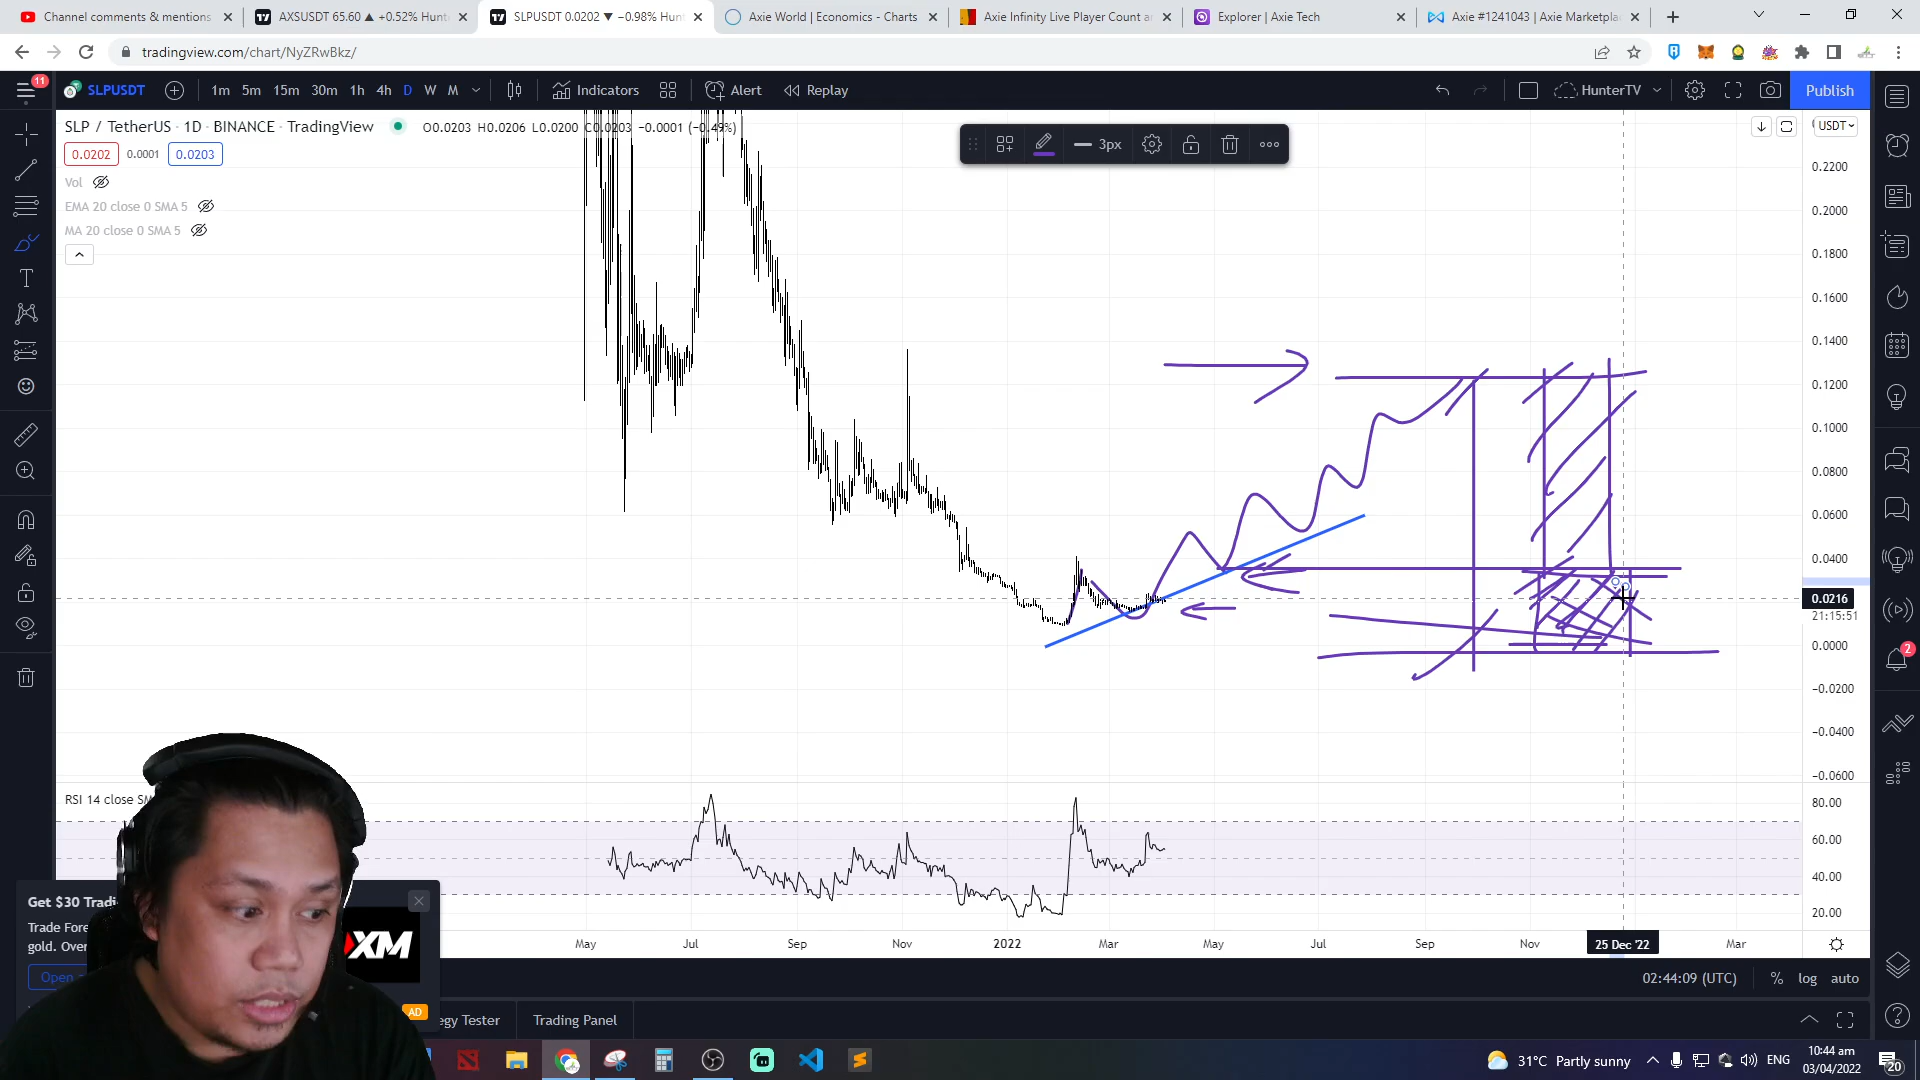 Channel comments & mentions
AXSUSDT 65.60 ▲ +0.52% Hunt
SLPUSDT 0.0202 ▼ −0.98% Hun
Axie World | Economics - Charts
Axie Infinity Live Player Count a
Explorer | Axie Tech
Axie #1241043 | Axie Marketpla
tradingview.com/chart/NyZRwBkz/
11
SLPUSDT
1m 5m 15m 30m 1h 4h D W M
Indicators
Alert
Replay
HunterTV
Publish
SLP / TetherUS · 1D · BINANCE · TradingView
O0.0203 H0.0206 L0.0200 C0.0203 −0.0001 (−0.49%)
3px
USDT
0.0202 0.0001 0.0203
Vol
EMA 20 close 0 SMA 5
MA 20 close 0 SMA 5
0.2200
0.2000
0.1800
0.1600
0.1400
0.1200
0.1000
0.0800
0.0600
0.0400
0.0216
21:15:51
0.0000
−0.0200
−0.0400
−0.0600
2
RSI 14 close SM
80.00
60.00
40.00
20.00
Get $30 Tradi
Trade Fore
gold. Over
Open
XM
AD
May Jul Sep Nov 2022 Mar May Jul Sep Nov 25 Dec '22 Mar
02:44:09 (UTC) % log auto
egy Tester Trading Panel
31°C Partly sunny
ENG
10:44 am
03/04/2022
20